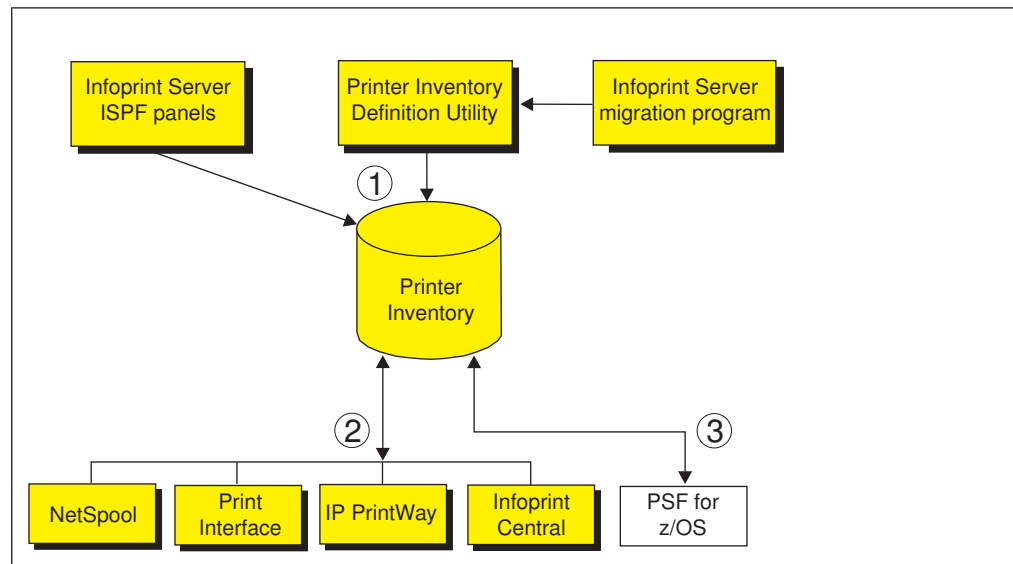 Infoprint Server
ISPF panels
Printer Inventory
Definition Utility
Infoprint Server
migration program
1
Printer
Inventory
2
3
NetSpool
Print
Interface
IP PrintWay
Infoprint
Central
PSF for
z/OS